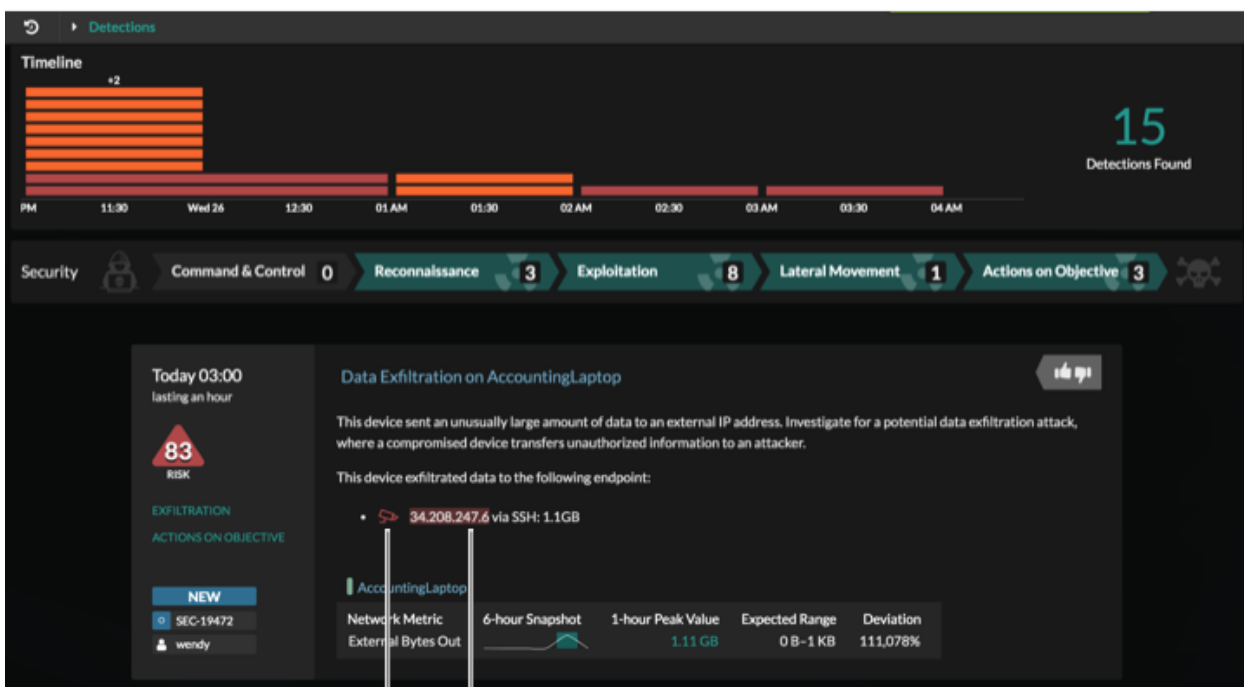 Detections
Timeline
+2
15
Detections Found
PM 11:30 Wed 26 12:30 01 AM 01:30 02 AM 02:30 03 AM 03:30 04 AM
Security Command & Control 0 Reconnaissance 3 Exploitation 8 Lateral Movement 1 Actions on Objective 3
Today 03:00
lasting an hour
83
RISK
EXFILTRATION
ACTIONS ON OBJECTIVE
NEW
SEC-19472
wendy
Data Exfiltration on AccountingLaptop
This device sent an unusually large amount of data to an external IP address. Investigate for a potential data exfiltration attack,
where a compromised device transfers unauthorized information to an attacker.
This device exfiltrated data to the following endpoint:
• 34.208.247.6 via SSH: 1.1GB
AccountingLaptop
Network Metric 6-hour Snapshot 1-hour Peak Value Expected Range Deviation
External Bytes Out 1.11 GB 0 B–1 KB 111,078%